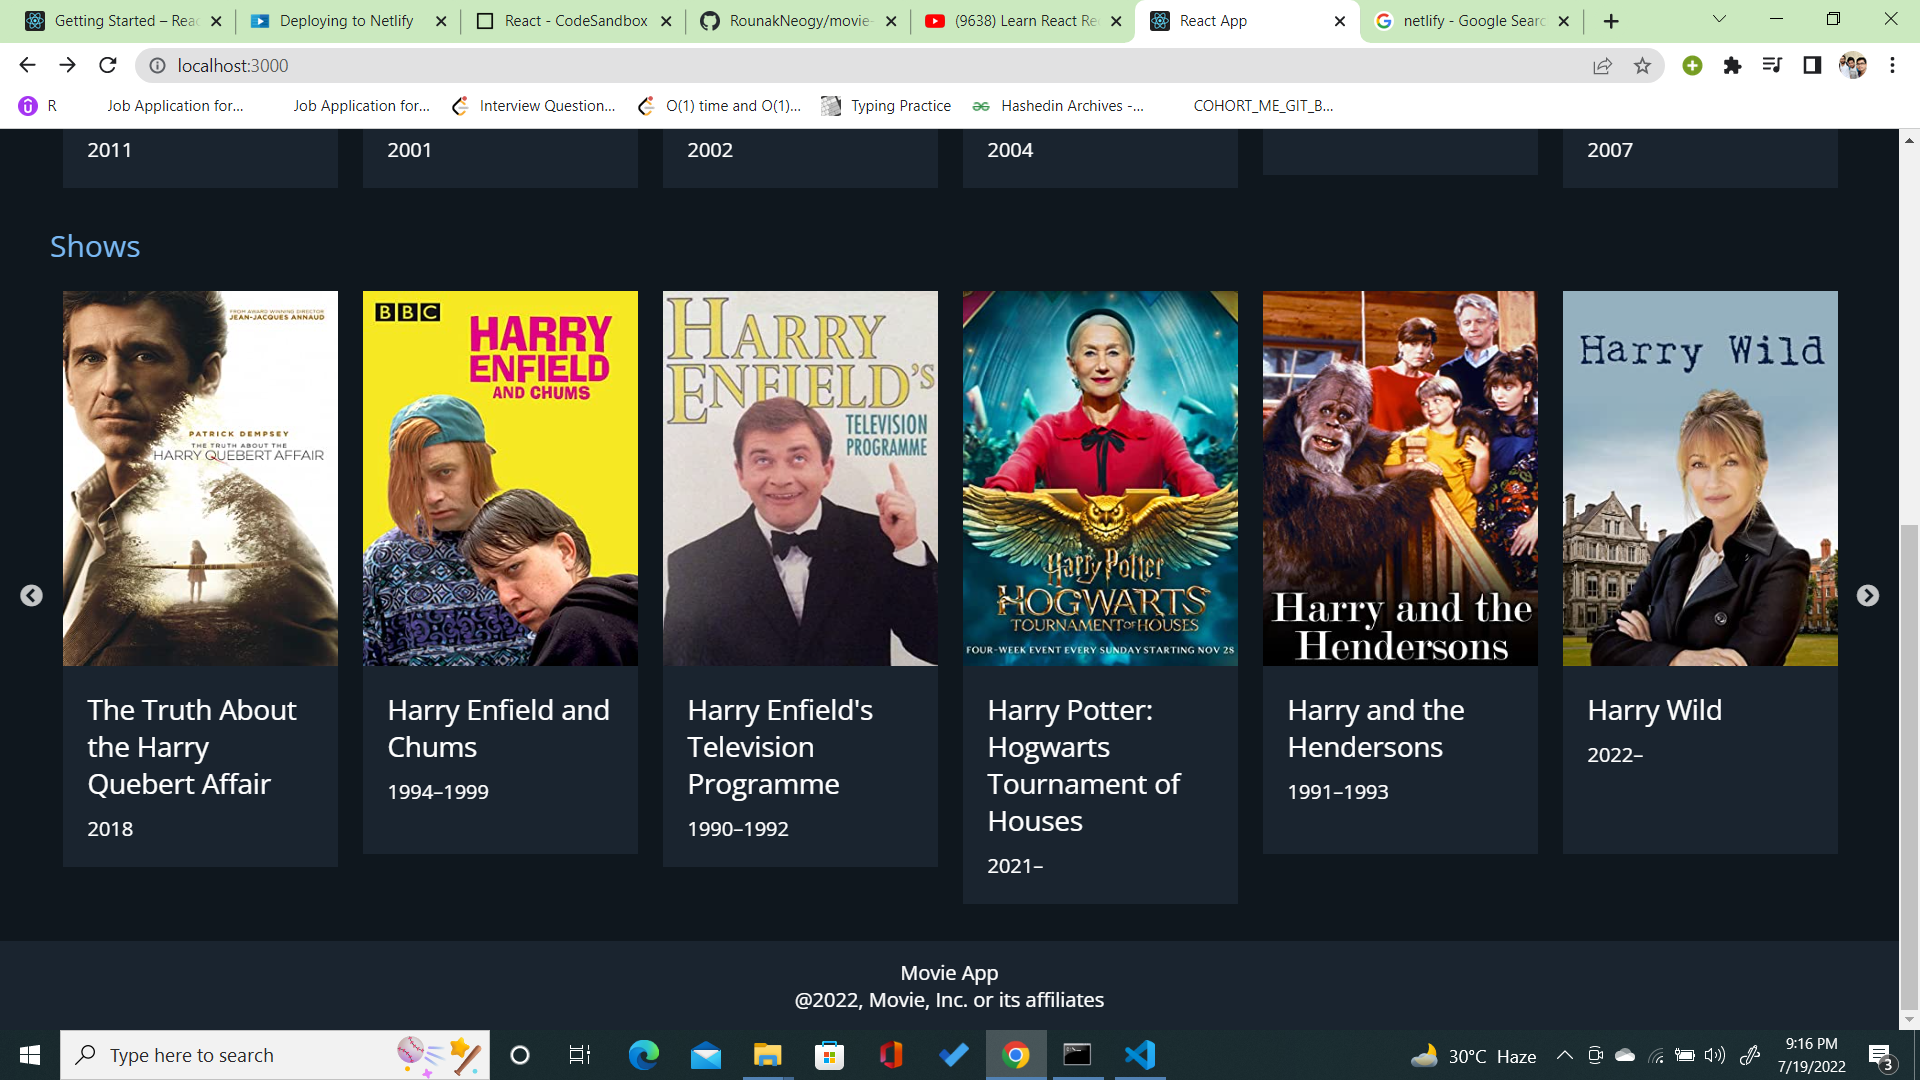 Getting Started – Reac
Deploying to Netlify
React - CodeSandbox
RounakNeogy/movie-
(9638) Learn React Re
React App
netlify - Google Searc
localhost:3000
R
Job Application for...
Job Application for...
Interview Question...
O(1) time and O(1)...
Typing Practice
Hashedin Archives -...
COHORT_ME_GIT_B...
2011
2001
2002
2004
2007
Shows
FROM AWARD WINNING DIRECTOR
JEAN-JACQUES ANNAUD
PATRICK DEMPSEY
THE TRUTH ABOUT THE
HARRY QUEBERT AFFAIR
BBC
HARRY
ENFIELD
AND CHUMS
HARRY
ENFIELD'S
TELEVISION
PROGRAMME
Harry Potter
HOGWARTS
TOURNAMENT OF HOUSES
FOUR-WEEK EVENT EVERY SUNDAY STARTING NOV 28
Harry and the
Hendersons
Harry Wild
The Truth About
the Harry
Quebert Affair
2018
Harry Enfield and
Chums
1994–1999
Harry Enfield's
Television
Programme
1990–1992
Harry Potter:
Hogwarts
Tournament of
Houses
2021–
Harry and the
Hendersons
1991–1993
Harry Wild
2022–
Movie App
@2022, Movie, Inc. or its affiliates
Type here to search
30°C Haze
9:16 PM
7/19/2022
3